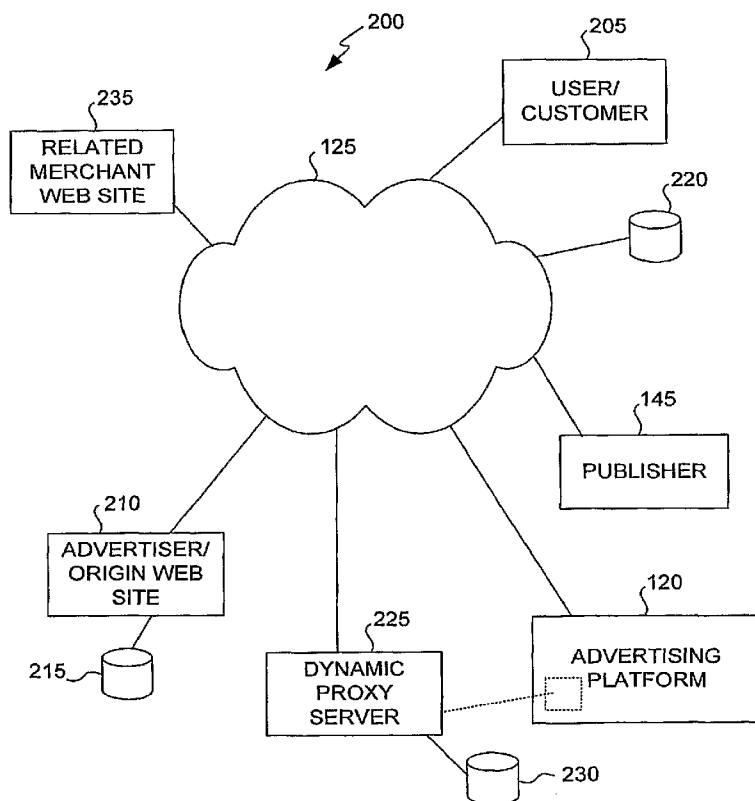 200
205
USER/
CUSTOMER
235
RELATED
MERCHANT
WEB SITE
125
220
145
PUBLISHER
210
ADVERTISER/
ORIGIN WEB
SITE
215
225
DYNAMIC
PROXY
SERVER
120
ADVERTISING
PLATFORM
230